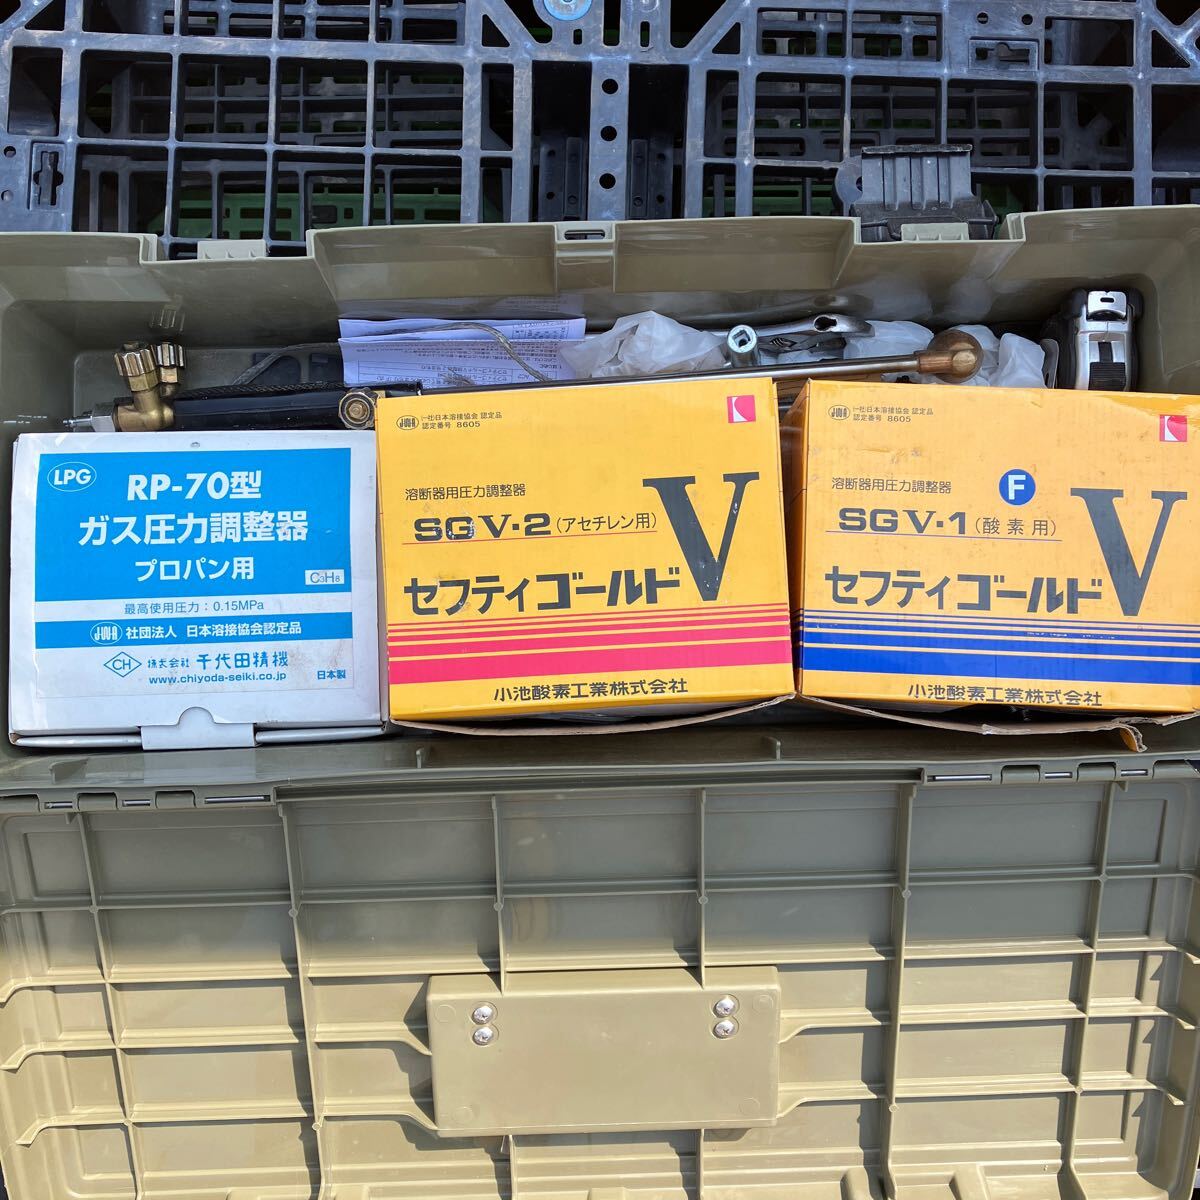 LPG
RP-70型
ガス圧力調整器
プロパン用
C3H8
最高使用圧力：0.15MPa
JWA 社団法人 日本溶接協会認定品
CH 株式会社 千代田精機
www.chiyoda-seiki.co.jp
日本製
JWA (一社)日本溶接協会 認定品
認定番号 8605
溶断器用圧力調整器
SGV·2(アセチレン用)
V
セフティゴールド
小池酸素工業株式会社
JWA (一社)日本溶接協会 認定品
認定番号 8605
溶断器用圧力調整器
F
SGV·1(酸素用)
V
セフティゴールド
小池酸素工業株式会社